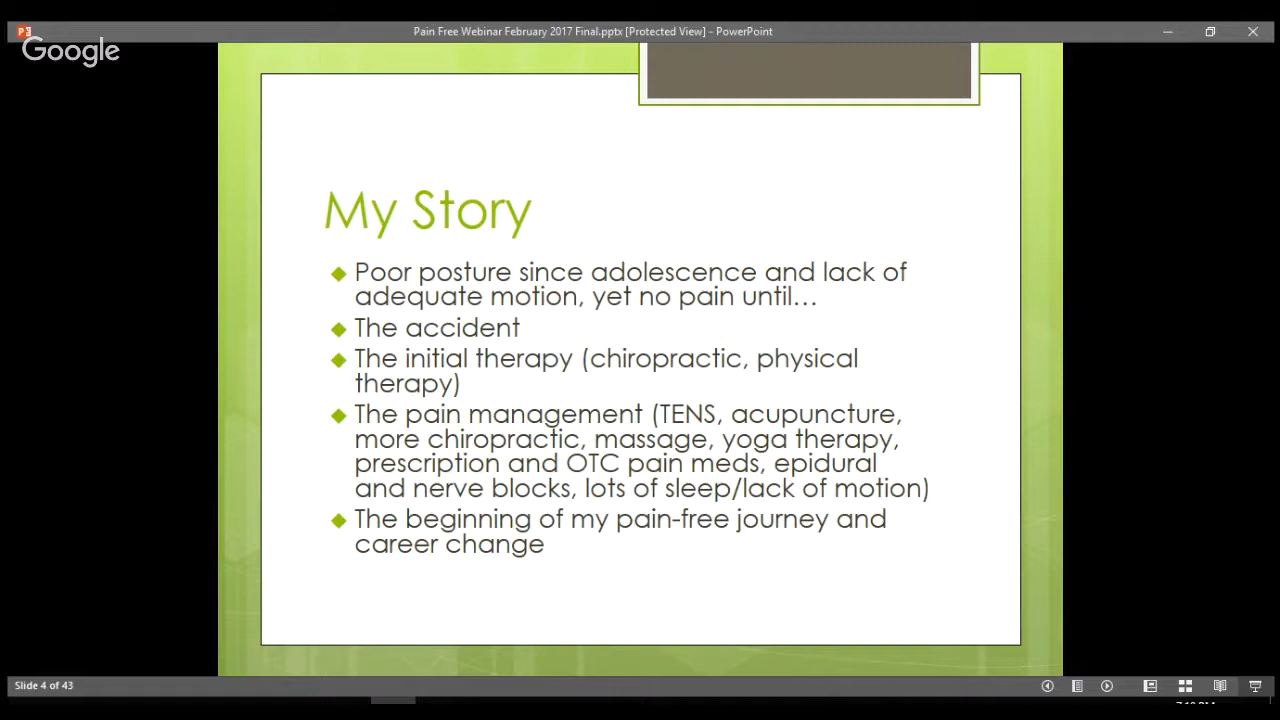 Pain Free Webinar February 2017 Final.pptx [Protected View] - PowerPoint
Google
My Story
Poor posture since adolescence and lack of
adequate motion, yet no pain until…
The accident
The initial therapy (chiropractic, physical
therapy)
The pain management (TENS, acupuncture,
more chiropractic, massage, yoga therapy,
prescription and OTC pain meds, epidural
and nerve blocks, lots of sleep/lack of motion)
The beginning of my pain-free journey and
career change
Slide 4 of 43